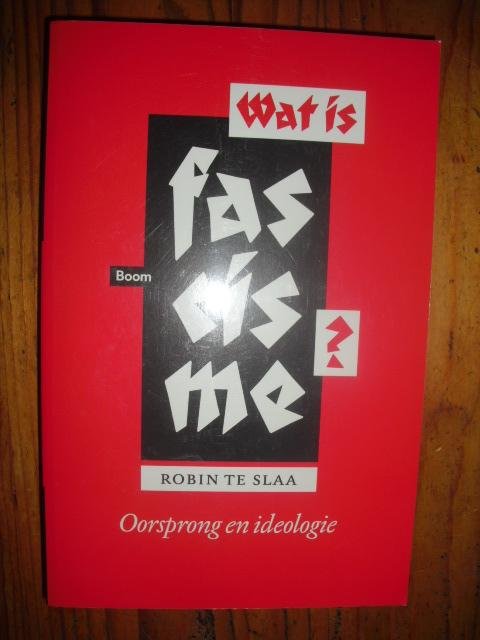 Wat is
fas
cis
me
?
Boom
ROBIN TE SLAA
Oorsprong en ideologie